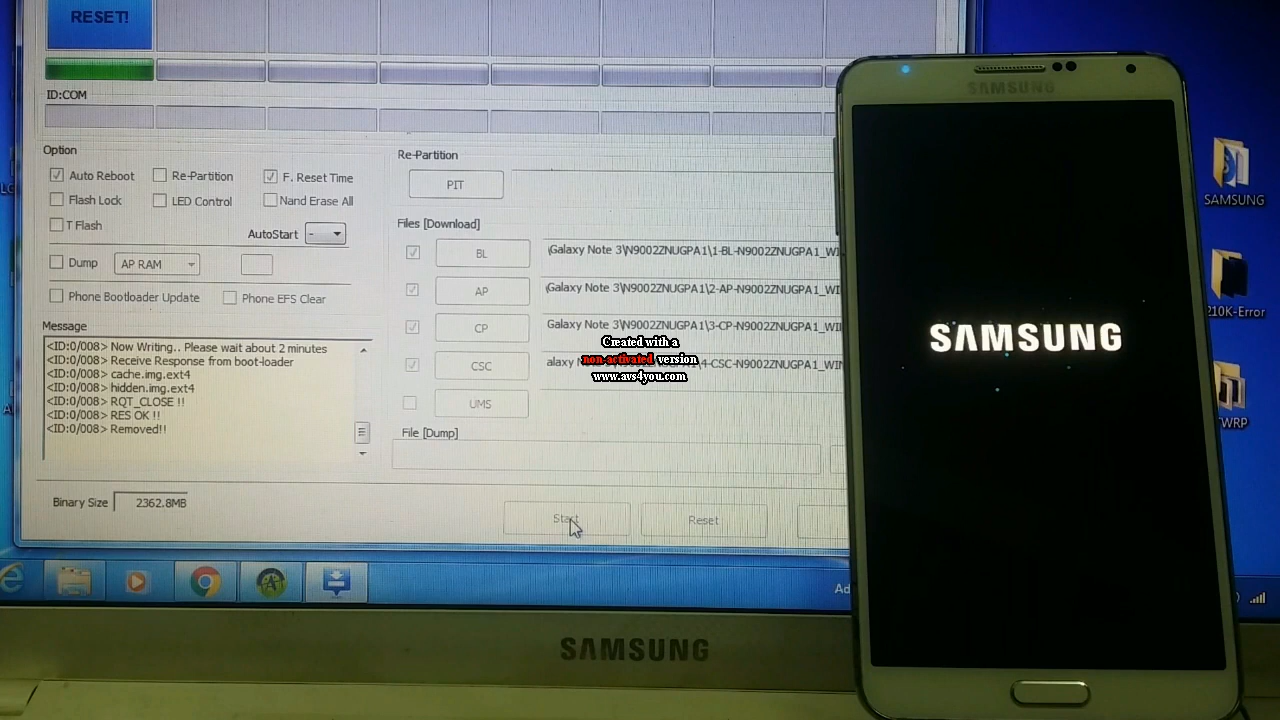 RESET!
ID:COM
Option
Auto Reboot
Re-Partition
F. Reset Time
Flash Lock
LED Control
Nand Erase All
T Flash
AutoStart
-
Dump
AP RAM
Phone Bootloader Update
Phone EFS Clear
Message
<ID:0/008> Now Writing.. Please wait about 2 minutes
<ID:0/008> Receive Response from boot-loader
<ID:0/008> cache.img.ext4
<ID:0/008> hidden.img.ext4
<ID:0/008> RQT_CLOSE !!
<ID:0/008> RES OK !!
<ID:0/008> Removed!!
Binary Size
2362.8MB
Re-Partition
PIT
Files [Download]
BL
\Galaxy Note 3\N9002ZNUGPA1\1-BL-N9002ZNUGPA1_WI
AP
\Galaxy Note 3\N9002ZNUGPA1\2-AP-N9002ZNUGPA1_WI
CP
Galaxy Note 3\N9002ZNUGPA1\3-CP-N9002ZNUGPA1_WI
CSC
alaxy
4-CSC-N9002ZNUGPA1_WI
UMS
File [Dump]
Start
Reset
Created with a
non-activated version
www.avs4you.com
SAMSUNG
SAMSUNG
SAMSUNG
210K-Error
TWRP
Ad
SAMSUNG